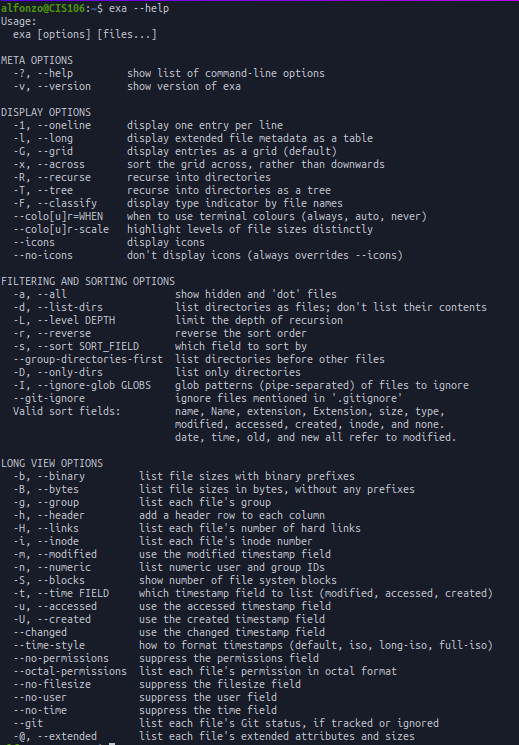 alfonzo@CIS106:~$ exa --help
Usage:
  exa [options] [files...]

META OPTIONS
  -?, --help         show list of command-line options
  -v, --version      show version of exa

DISPLAY OPTIONS
  -1, --oneline      display one entry per line
  -l, --long         display extended file metadata as a table
  -G, --grid         display entries as a grid (default)
  -x, --across       sort the grid across, rather than downwards
  -R, --recurse      recurse into directories
  -T, --tree         recurse into directories as a tree
  -F, --classify     display type indicator by file names
  --colo[u]r=WHEN    when to use terminal colours (always, auto, never)
  --colo[u]r-scale   highlight levels of file sizes distinctly
  --icons            display icons
  --no-icons         don't display icons (always overrides --icons)

FILTERING AND SORTING OPTIONS
  -a, --all                  show hidden and 'dot' files
  -d, --list-dirs            list directories as files; don't list their contents
  -L, --level DEPTH          limit the depth of recursion
  -r, --reverse              reverse the sort order
  -s, --sort SORT_FIELD      which field to sort by
  --group-directories-first  list directories before other files
  -D, --only-dirs            list only directories
  -I, --ignore-glob GLOBS    glob patterns (pipe-separated) of files to ignore
  --git-ignore               ignore files mentioned in '.gitignore'
  Valid sort fields:         name, Name, extension, Extension, size, type,
                             modified, accessed, created, inode, and none.
                             date, time, old, and new all refer to modified.

LONG VIEW OPTIONS
  -b, --binary         list file sizes with binary prefixes
  -B, --bytes          list file sizes in bytes, without any prefixes
  -g, --group          list each file's group
  -h, --header         add a header row to each column
  -H, --links          list each file's number of hard links
  -i, --inode          list each file's inode number
  -m, --modified       use the modified timestamp field
  -n, --numeric        list numeric user and group IDs
  -S, --blocks         show number of file system blocks
  -t, --time FIELD     which timestamp field to list (modified, accessed, created)
  -u, --accessed       use the accessed timestamp field
  -U, --created        use the created timestamp field
  --changed            use the changed timestamp field
  --time-style         how to format timestamps (default, iso, long-iso, full-iso)
  --no-permissions     suppress the permissions field
  --octal-permissions  list each file's permission in octal format
  --no-filesize        suppress the filesize field
  --no-user            suppress the user field
  --no-time            suppress the time field
  --git                list each file's Git status, if tracked or ignored
  -@, --extended       list each file's extended attributes and sizes